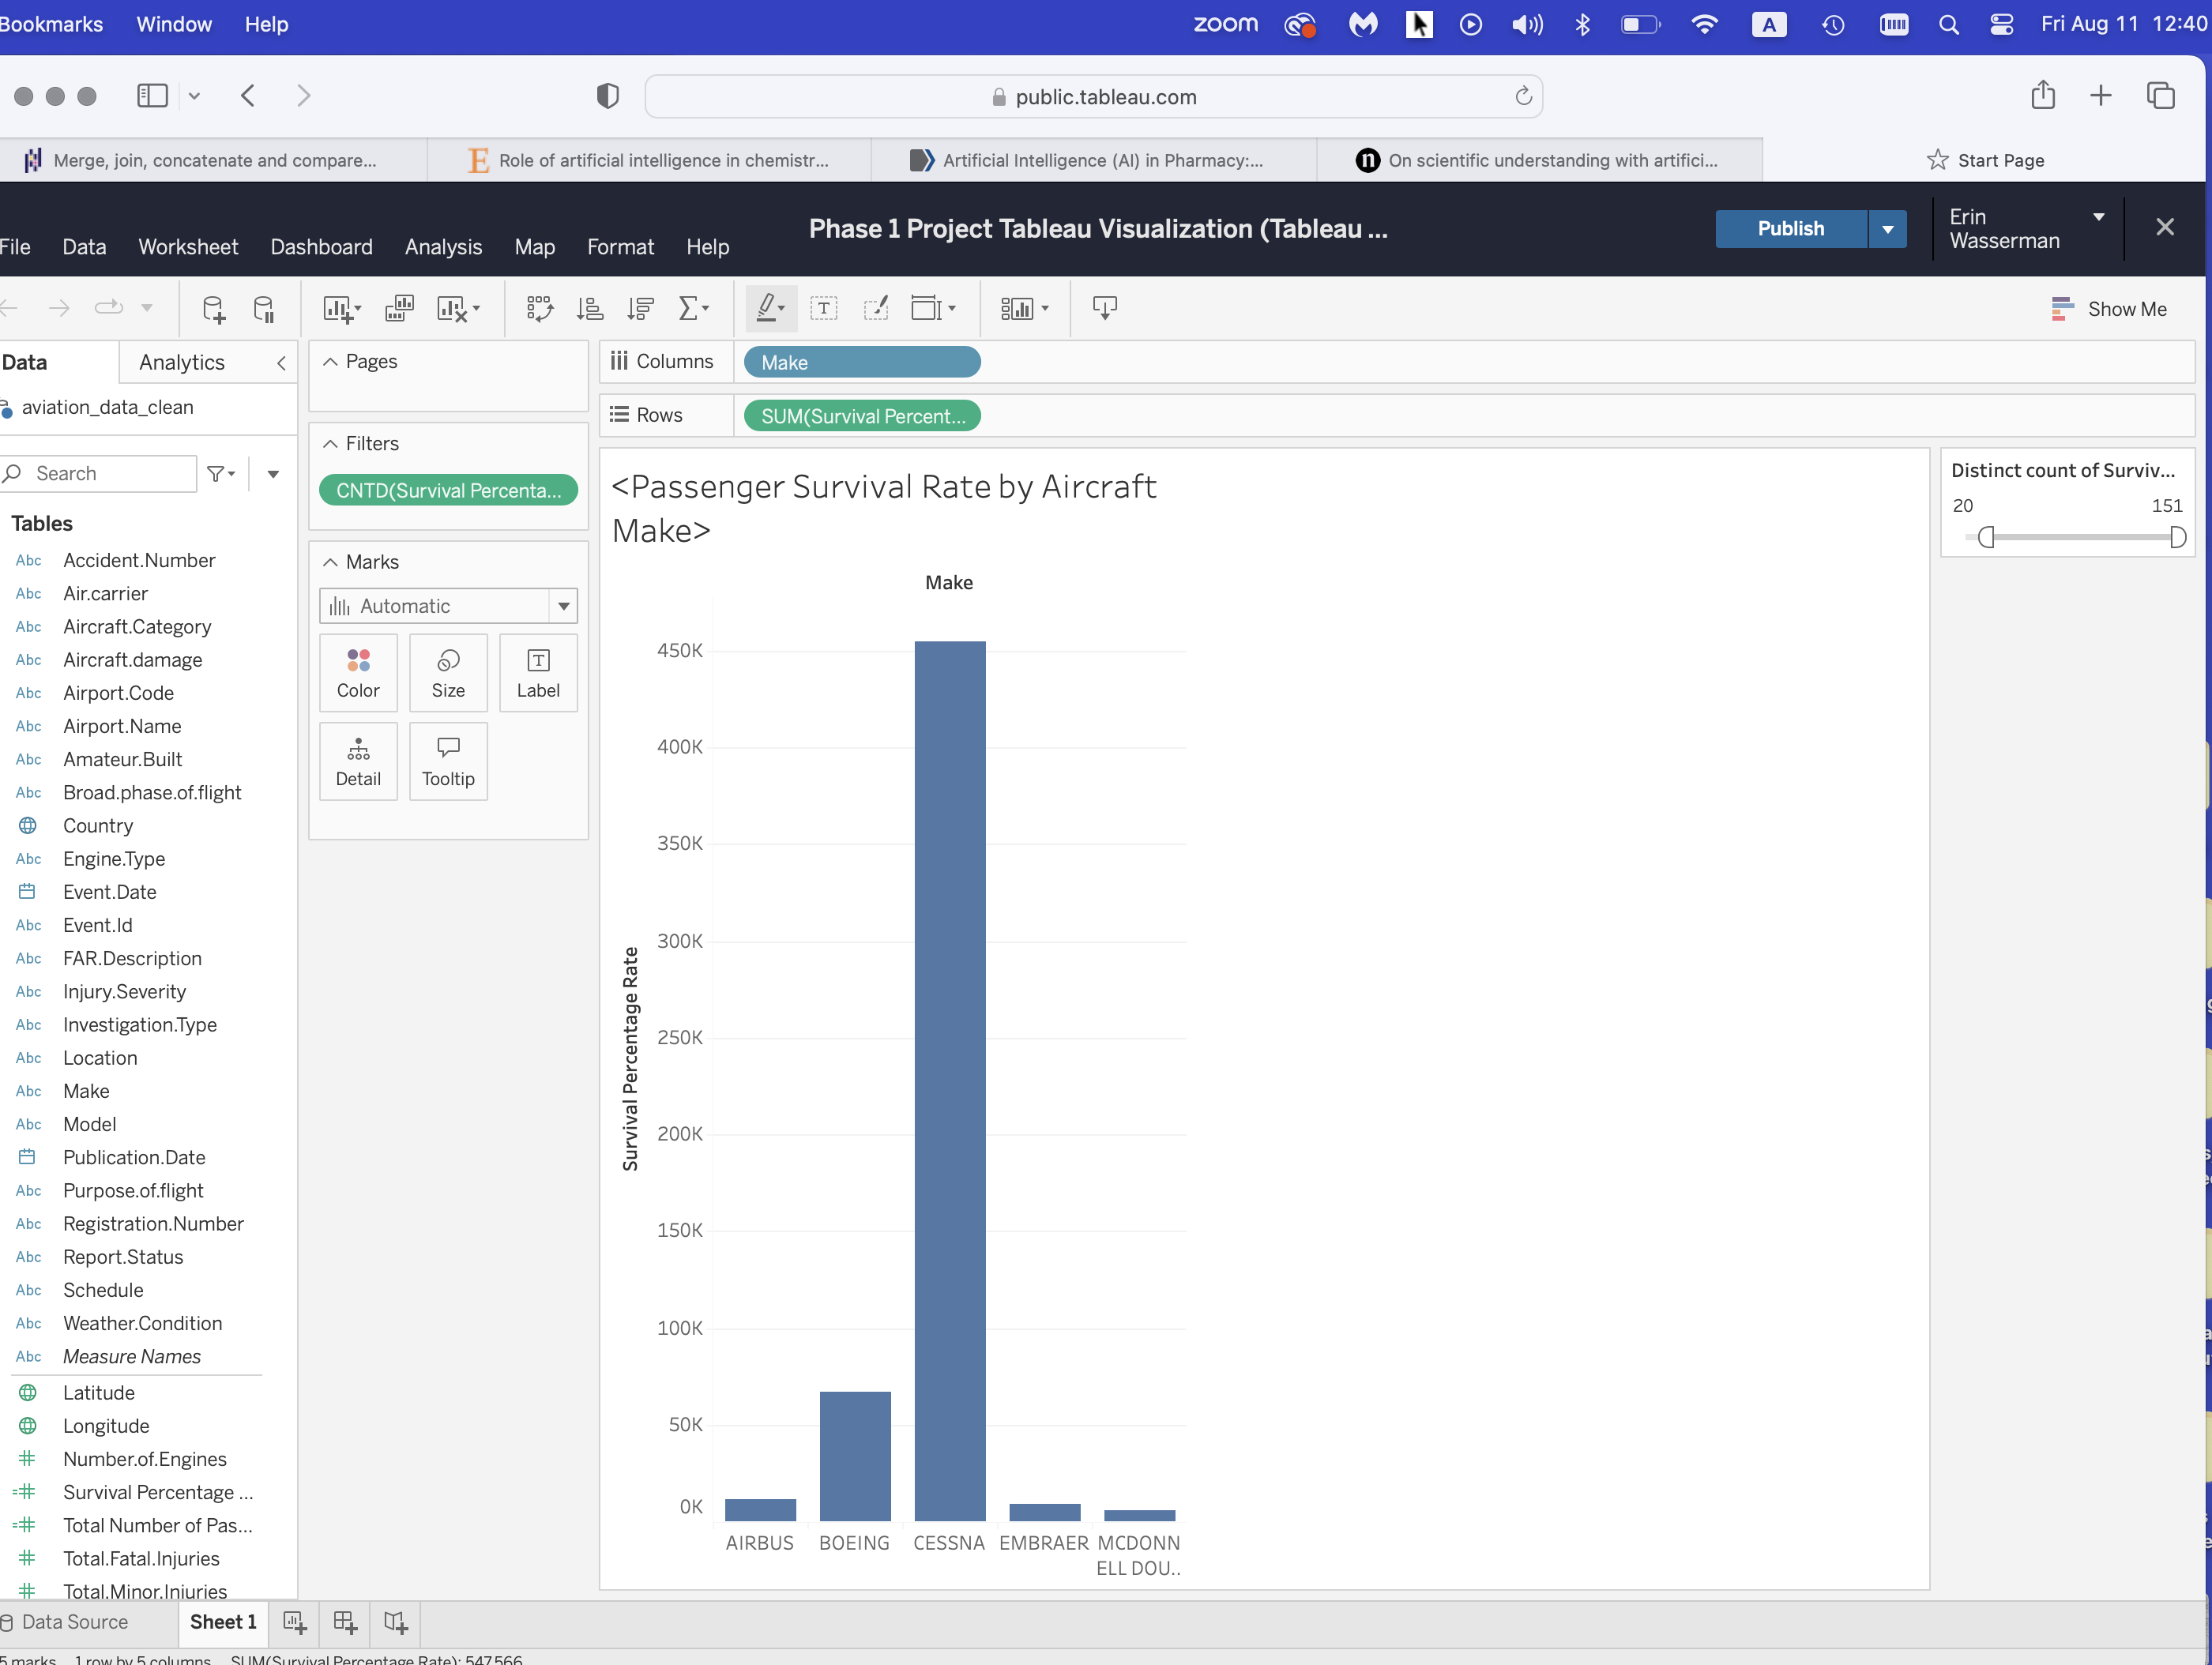 Bookmarks Window Help zoom A Fri Aug 11 12:40
public.tableau.com
Merge, join, concatenate and compare... E Role of artificial intelligence in chemistr... Artificial Intelligence (AI) in Pharmacy:... n On scientific understanding with artifici... Start Page
Phase 1 Project Tableau Visualization (Tableau ... Publish Erin Wasserman
File Data Worksheet Dashboard Analysis Map Format Help
Show Me
Data Analytics
aviation_data_clean
Search
Tables
Abc Accident.Number
Abc Air.carrier
Abc Aircraft.Category
Abc Aircraft.damage
Abc Airport.Code
Abc Airport.Name
Abc Amateur.Built
Abc Broad.phase.of.flight
Country
Abc Engine.Type
Event.Date
Abc Event.Id
Abc FAR.Description
Abc Injury.Severity
Abc Investigation.Type
Abc Location
Abc Make
Abc Model
Publication.Date
Abc Purpose.of.flight
Abc Registration.Number
Abc Report.Status
Abc Schedule
Abc Weather.Condition
Abc Measure Names
Latitude
Longitude
# Number.of.Engines
=# Survival Percentage ...
=# Total Number of Pas...
# Total.Fatal.Injuries
# Total.Minor.Injuries
Pages
Filters
CNTD(Survival Percenta...
Marks
Automatic
Color Size T Label
Detail Tooltip
Columns Make
Rows SUM(Survival Percent...
<Passenger Survival Rate by Aircraft
Make>
Make
450K
400K
350K
300K
250K
200K
150K
100K
50K
0K
Survival Percentage Rate
AIRBUS BOEING CESSNA EMBRAER MCDONN
ELL DOU..
Distinct count of Surviv...
20 151
Data Source Sheet 1
5 marks 1 row by 5 columns SUM(Survival Percentage Rate): 547,566